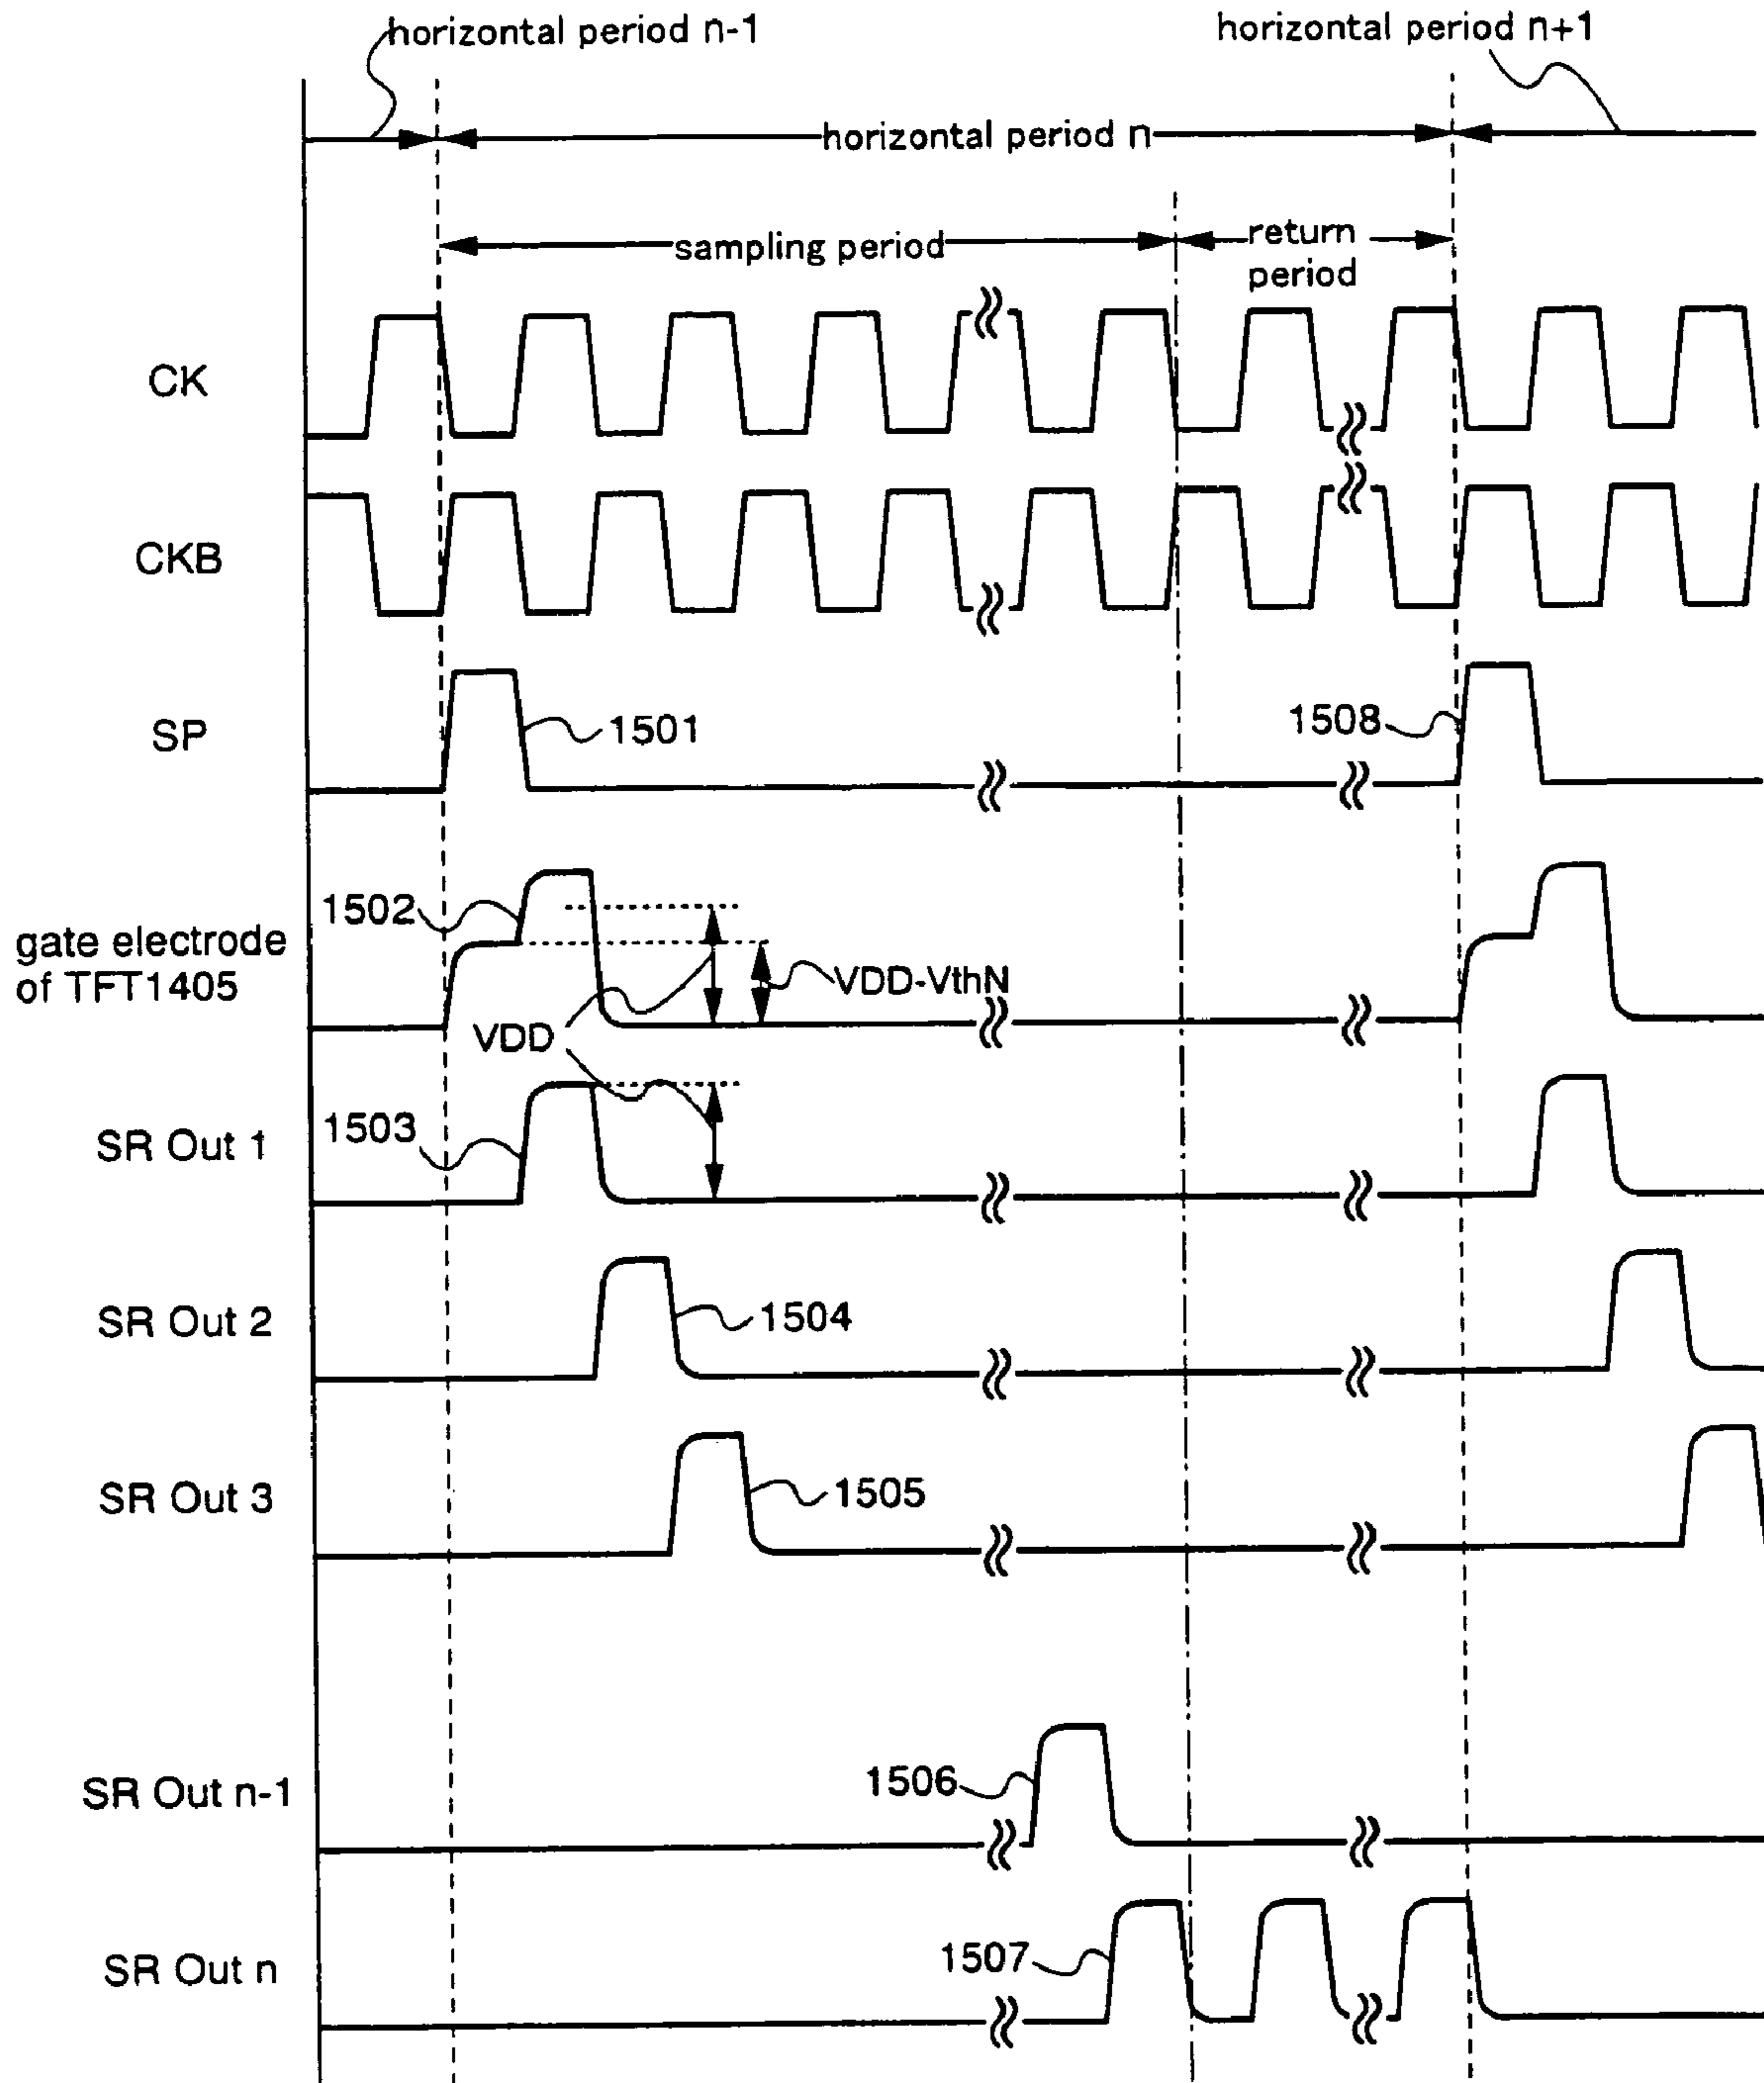 horizontal period n-1
horizontal period n+1
horizontal period n
sampling period
return
period
CK
CKB
SP
1501
1508
1502
gate electrode
of TFT1405
VDD-VthN
VDD
SR Out 1
1503
SR Out 2
1504
SR Out 3
1505
SR Out n-1
1506
SR Out n
1507